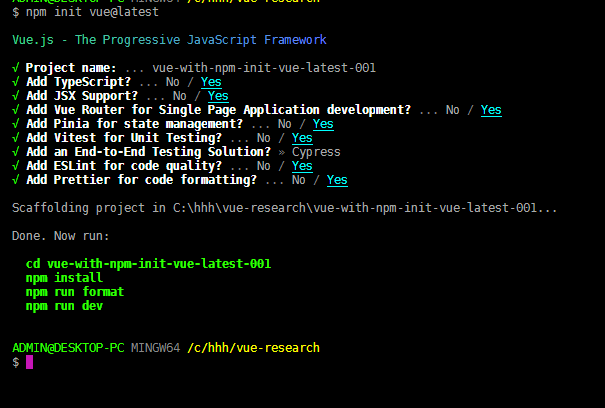 ADMIN@DESKTOP-PC MINGW64 /c/hhh/vue-research
$ npm init vue@latest
Vue.js - The Progressive JavaScript Framework
√ Project name: ... vue-with-npm-init-vue-latest-001
√ Add TypeScript? ... No / Yes
√ Add JSX Support? ... No / Yes
√ Add Vue Router for Single Page Application development? ... No / Yes
√ Add Pinia for state management? ... No / Yes
√ Add Vitest for Unit Testing? ... No / Yes
√ Add an End-to-End Testing Solution? » Cypress
√ Add ESLint for code quality? ... No / Yes
√ Add Prettier for code formatting? ... No / Yes
Scaffolding project in C:\hhh\vue-research\vue-with-npm-init-vue-latest-001...
Done. Now run:
cd vue-with-npm-init-vue-latest-001
npm install
npm run format
npm run dev
ADMIN@DESKTOP-PC MINGW64 /c/hhh/vue-research
$